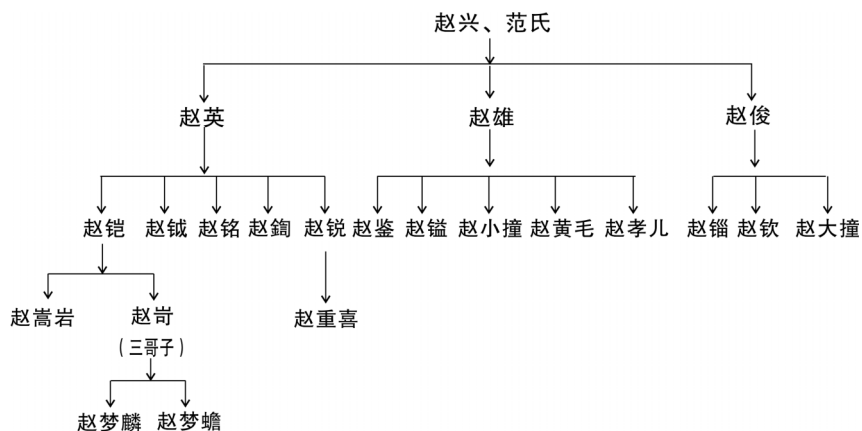 赵兴、范氏
赵英 赵雄 赵俊
赵铠 赵钺 赵铭 赵鋾 赵锐 赵鉴 赵镒 赵小撞 赵黄毛 赵孝儿 赵锱 赵钦 赵大撞
赵嵩岩 赵岢 赵重喜
（三哥子）
赵梦麟 赵梦蟾